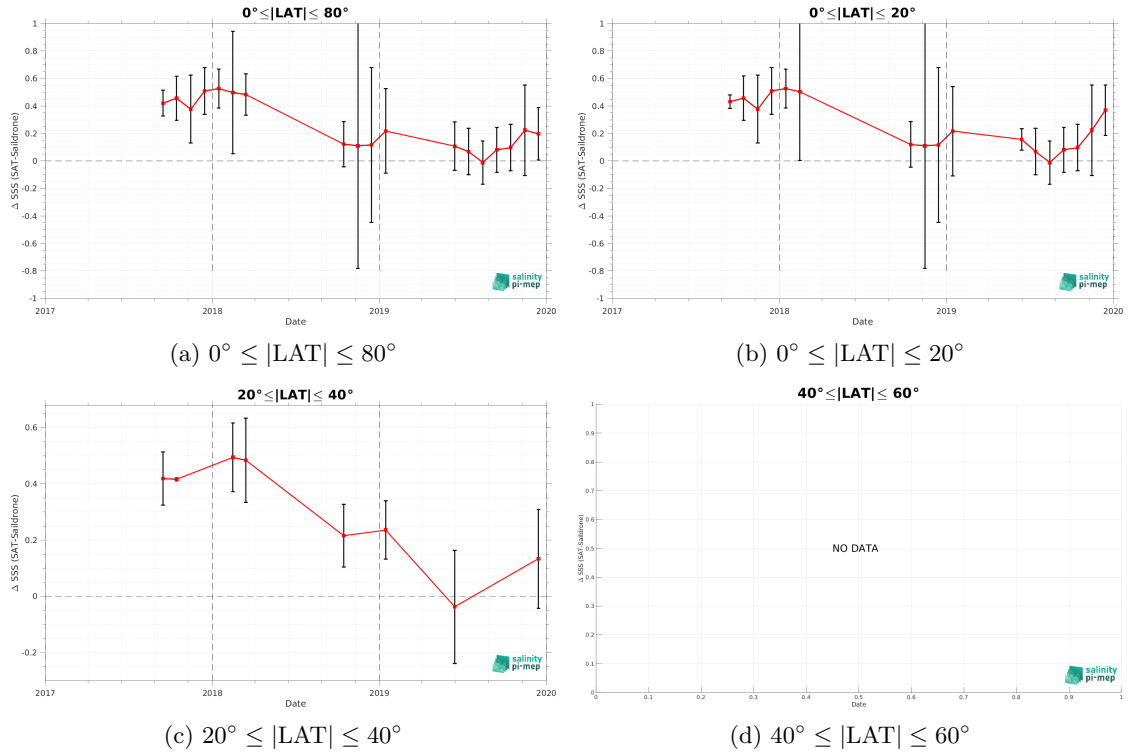 0°≤|LAT|≤ 80°
1
0.8
0.6
0.4
0.2
0
-0.2
-0.4
-0.6
-0.8
-1
Δ SSS (SAT-Saildrone)
2017
2018
2019
2020
Date
salinity
pi-mep
(a) 0° ≤ |LAT| ≤ 80°
0°≤|LAT|≤ 20°
1
0.8
0.6
0.4
0.2
0
-0.2
-0.4
-0.6
-0.8
-1
Δ SSS (SAT-Saildrone)
2017
2018
2019
2020
Date
salinity
pi-mep
(b) 0° ≤ |LAT| ≤ 20°
20°≤|LAT|≤ 40°
0.6
0.4
0.2
0
-0.2
Δ SSS (SAT-Saildrone)
2017
2018
2019
2020
Date
salinity
pi-mep
(c) 20° ≤ |LAT| ≤ 40°
40°≤|LAT|≤ 60°
1
0.9
0.8
0.7
0.6
0.5
0.4
0.3
0.2
0.1
0
Δ SSS (SAT-Saildrone)
NO DATA
0
0.1
0.2
0.3
0.4
0.5
0.6
0.7
0.8
0.9
1
Date
salinity
pi-mep
(d) 40° ≤ |LAT| ≤ 60°